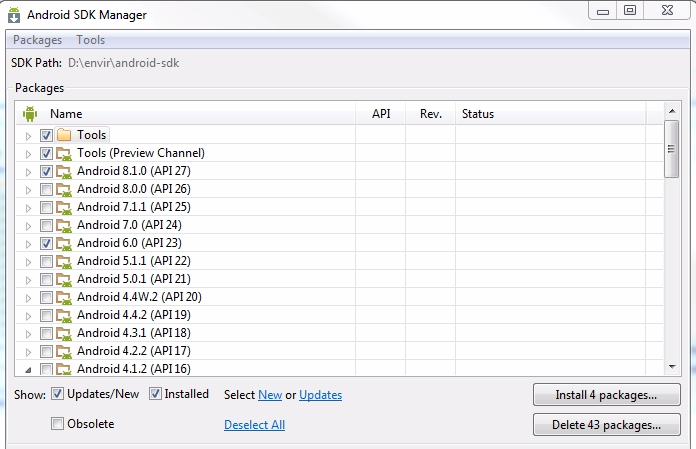 Android SDK Manager
Packages Tools
SDK Path: D:\envir\android-sdk
Packages
Name API Rev. Status
Tools
Tools (Preview Channel)
Android 8.1.0 (API 27)
Android 8.0.0 (API 26)
Android 7.1.1 (API 25)
Android 7.0 (API 24)
Android 6.0 (API 23)
Android 5.1.1 (API 22)
Android 5.0.1 (API 21)
Android 4.4W.2 (API 20)
Android 4.4.2 (API 19)
Android 4.3.1 (API 18)
Android 4.2.2 (API 17)
Android 4.1.2 (API 16)
Show: Updates/New Installed Select New or Updates Install 4 packages...
Obsolete Deselect All Delete 43 packages...